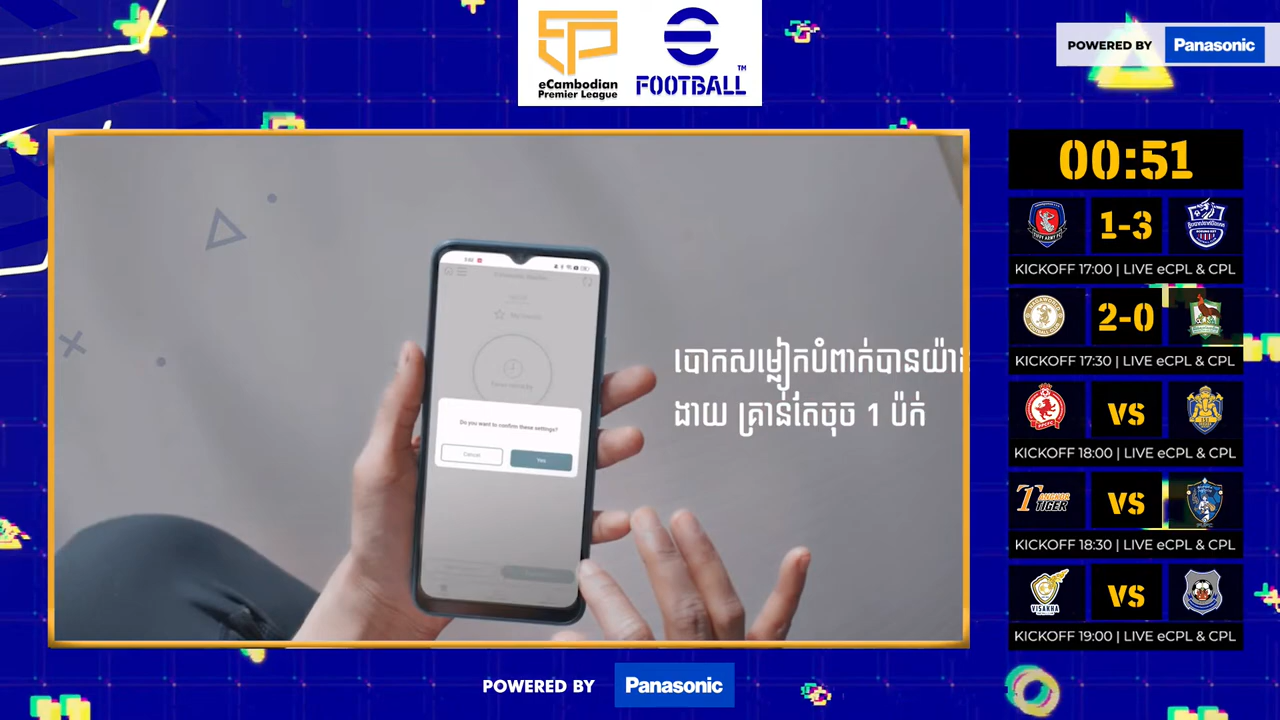 eCambodian
Premier League
FOOTBALL™
POWERED BY Panasonic
00:51
1-3
KICKOFF 17:00 | LIVE eCPL & CPL
2-0
KICKOFF 17:30 | LIVE eCPL & CPL
VS
KICKOFF 18:00 | LIVE eCPL & CPL
ANGKOR
TIGER
VS
KICKOFF 18:30 | LIVE eCPL & CPL
VISAKHA
VS
KICKOFF 19:00 | LIVE eCPL & CPL
Do you want to confirm these settings?
Cancel
Yes
បោកសម្លៀកបំពាក់បានយ៉ាង
ងាយ គ្រាន់តែចុច 1 ប៉ក់
POWERED BY Panasonic